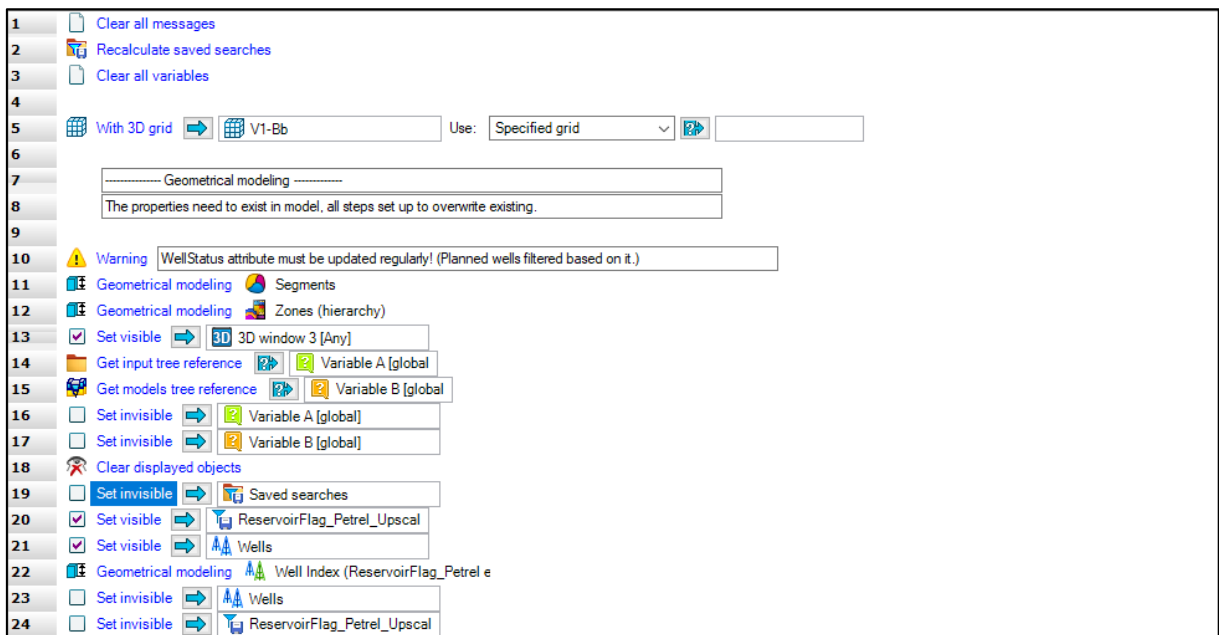 1 Clear all messages
2 Recalculate saved searches
3 Clear all variables
4
5 With 3D grid V1-Bb Use: Specified grid
6
7 --------------- Geometrical modeling -------------
8 The properties need to exist in model, all steps set up to overwrite existing.
9
10 Warning WellStatus attribute must be updated regularly! (Planned wells filtered based on it.)
11 Geometrical modeling Segments
12 Geometrical modeling Zones (hierarchy)
13 Set visible 3D 3D window 3 [Any]
14 Get input tree reference ? Variable A [global
15 Get models tree reference ? Variable B [global
16 Set invisible ? Variable A [global]
17 Set invisible ? Variable B [global]
18 Clear displayed objects
19 Set invisible Saved searches
20 Set visible ReservoirFlag_Petrel_Upscal
21 Set visible Wells
22 Geometrical modeling Well Index (ReservoirFlag_Petrel e
23 Set invisible Wells
24 Set invisible ReservoirFlag_Petrel_Upscal